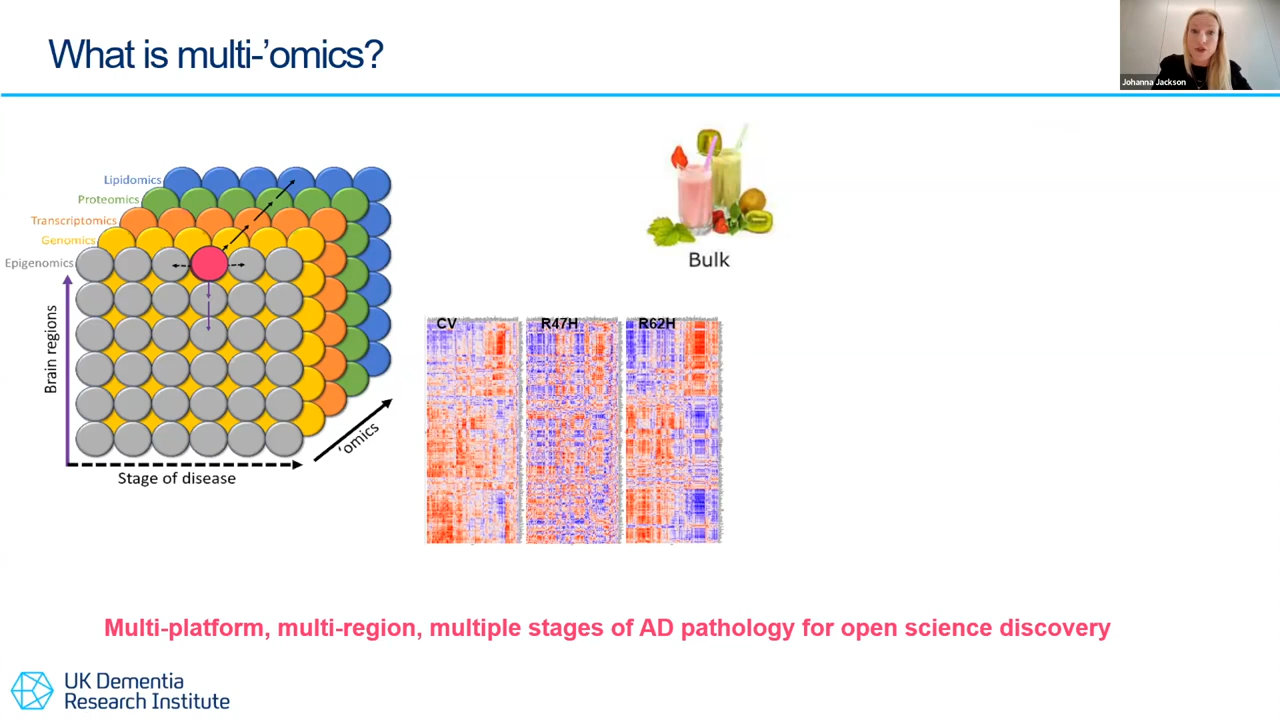 What is multi-'omics?
Johanna Jackson
Lipidomics
Proteomics
Transcriptomics
Genomics
Epigenomics
Brain regions
Stage of disease
'omics
Bulk
CV
R47H
R62H
Multi-platform, multi-region, multiple stages of AD pathology for open science discovery
UK Dementia
Research Institute